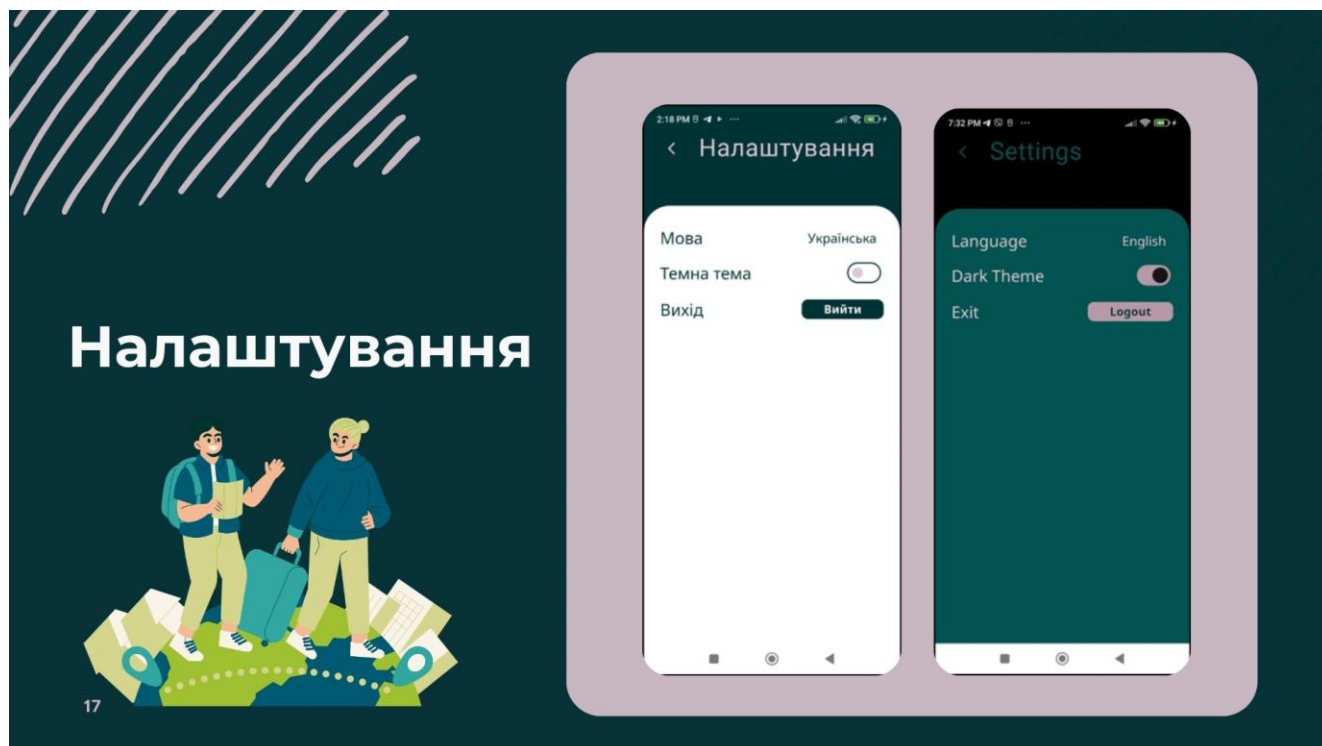 Налаштування
17
2:18 PM
Налаштування
Мова Українська
Темна тема
Вихід Вийти
7:32 PM
Settings
Language English
Dark Theme
Exit Logout